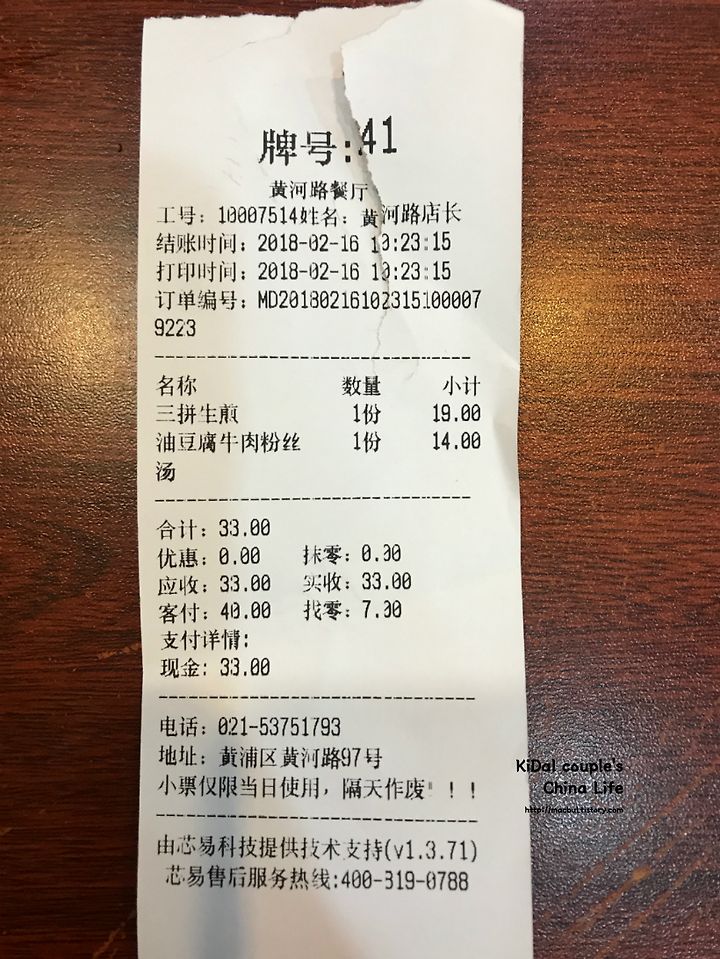 牌号:41
黄河路餐厅
工号：10007514姓名：黄河路店长
结账时间：2018-02-16 10:23:15
打印时间：2018-02-16 10:23:15
订单编号：MD20180216102315100007
9223
名称 数量 小计
三拼生煎 1份 19.00
油豆腐牛肉粉丝 1份 14.00
汤
合计：33.00
优惠：0.00 抹零：0.00
应收：33.00 实收：33.00
客付：40.00 找零：7.00
支付详情:
现金：33.00
电话：021-53751793
地址：黄浦区黄河路97号
小票仅限当日使用，隔天作废！！！
由芯易科技提供技术支持(v1.3.71)
芯易售后服务热线:400-819-0788
KiDal couple's
China Life
http://macbuttistory.com